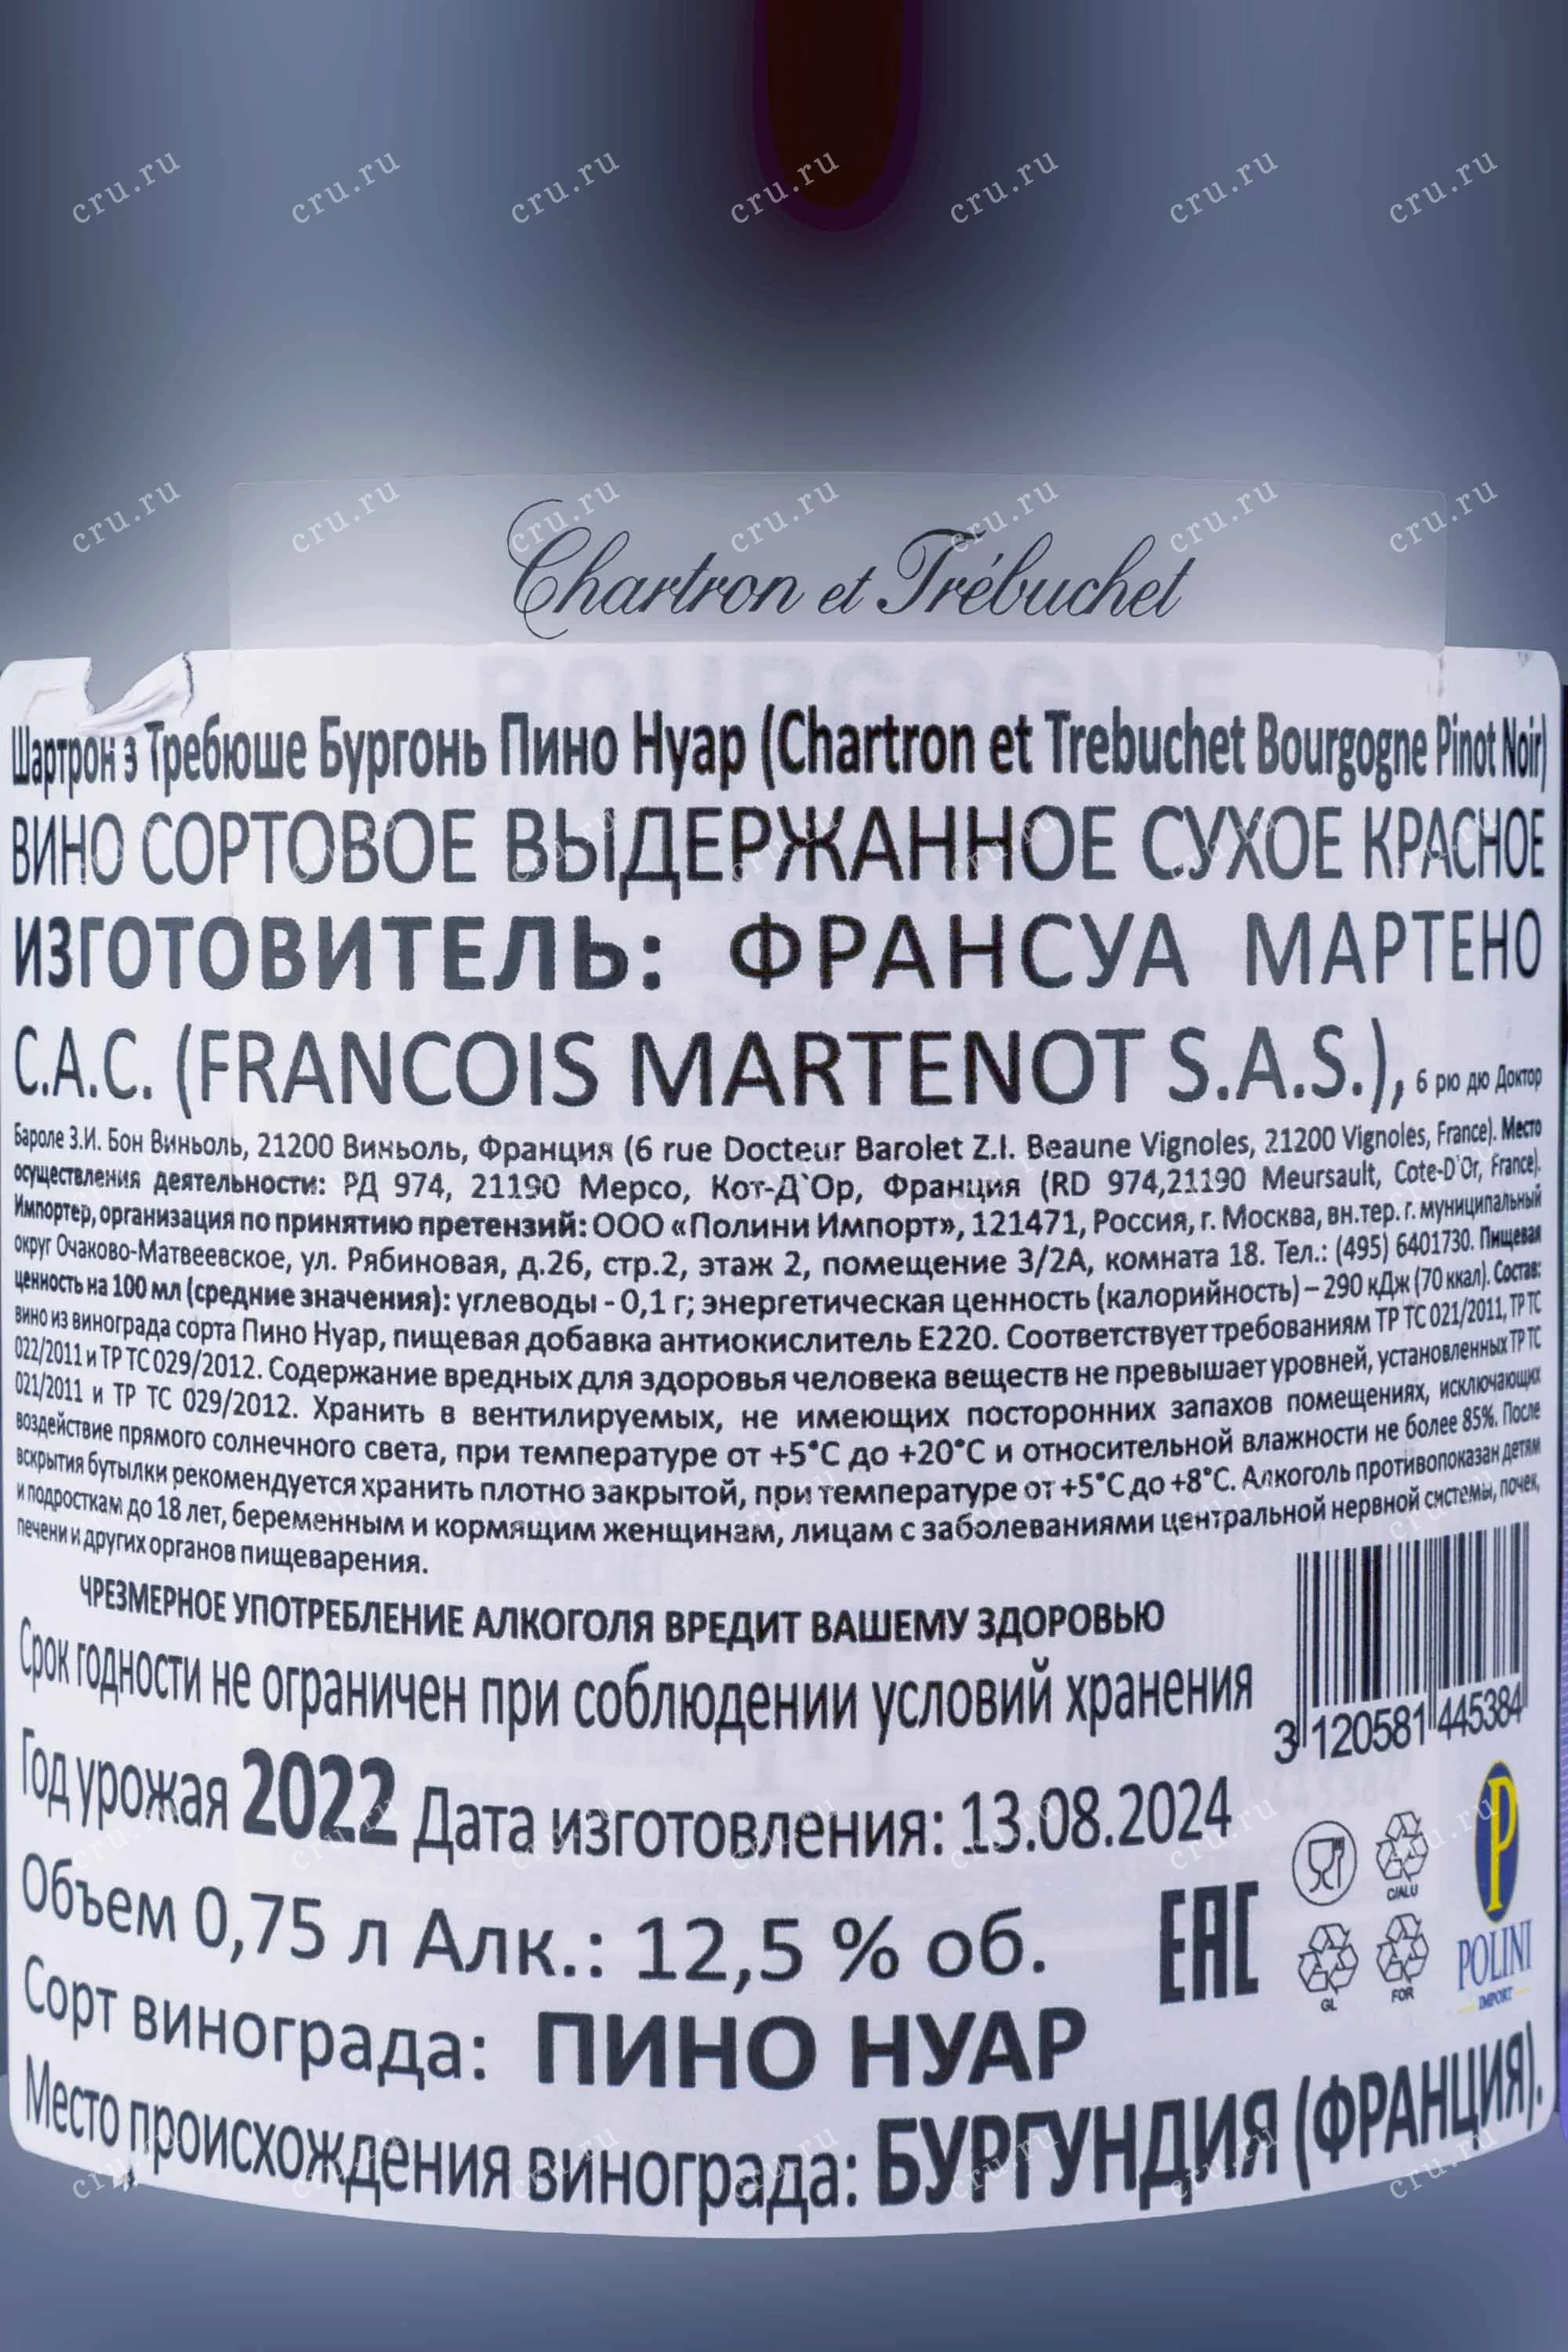 Chartron et Trébuchet
Шартрон э Требюше Бургонь Пино Нуар (Chartron et Trebuchet Bourgogne Pinot Noir)
ВИНО СОРТОВОЕ ВЫДЕРЖАННОЕ СУХОЕ КРАСНОЕ
ИЗГОТОВИТЕЛЬ: ФРАНСУА МАРТЕНО
С.А.С. (FRANCOIS MARTENOT S.A.S.), 6 рю дю Доктор
Бароле З.И. Бон Виньоль, 21200 Виньоль, Франция (6 rue Docteur Barolet Z.I. Beaune Vignoles, 21200 Vignoles, France). Место
осуществления деятельности: РД 974, 21190 Мерсо, Кот-Д`Ор, Франция (RD 974,21190 Meursault, Cote-D`Or, France).
Импортер, организация по принятию претензий: ООО «Полини Импорт», 121471, Россия, г. Москва, вн.тер. г. муниципальный
округ Очаково-Матвеевское, ул. Рябиновая, д.26, стр.2, этаж 2, помещение 3/2А, комната 18. Тел.: (495) 6401730. Пищевая
ценность на 100 мл (средние значения): углеводы - 0,1 г; энергетическая ценность (калорийность) – 290 кДж (70 ккал). Состав:
вино из винограда сорта Пино Нуар, пищевая добавка антиокислитель Е220. Соответствует требованиям ТР ТС 021/2011, ТР ТС
022/2011 и ТР ТС 029/2012. Содержание вредных для здоровья человека веществ не превышает уровней, установленных ТР ТС
021/2011 и ТР ТС 029/2012. Хранить в вентилируемых, не имеющих посторонних запахов помещениях, исключающих
воздействие прямого солнечного света, при температуре от +5°С до +20°С и относительной влажности не более 85%. После
вскрытия бутылки рекомендуется хранить плотно закрытой, при температуре от +5°С до +8°С. Алкоголь противопоказан детям
и подросткам до 18 лет, беременным и кормящим женщинам, лицам с заболеваниями центральной нервной системы, почек,
печени и других органов пищеварения.
ЧРЕЗМЕРНОЕ УПОТРЕБЛЕНИЕ АЛКОГОЛЯ ВРЕДИТ ВАШЕМУ ЗДОРОВЬЮ
Срок годности не ограничен при соблюдении условий хранения
3 120581 445384
Год урожая 2022 Дата изготовления: 13.08.2024
Объем 0,75 л Алк.: 12,5 % об.
EAC
C/ALU
GL
FOR
P
POLINI
IMPORT
Сорт винограда: ПИНО НУАР
Место происхождения винограда: БУРГУНДИЯ (ФРАНЦИЯ).
cru.ru